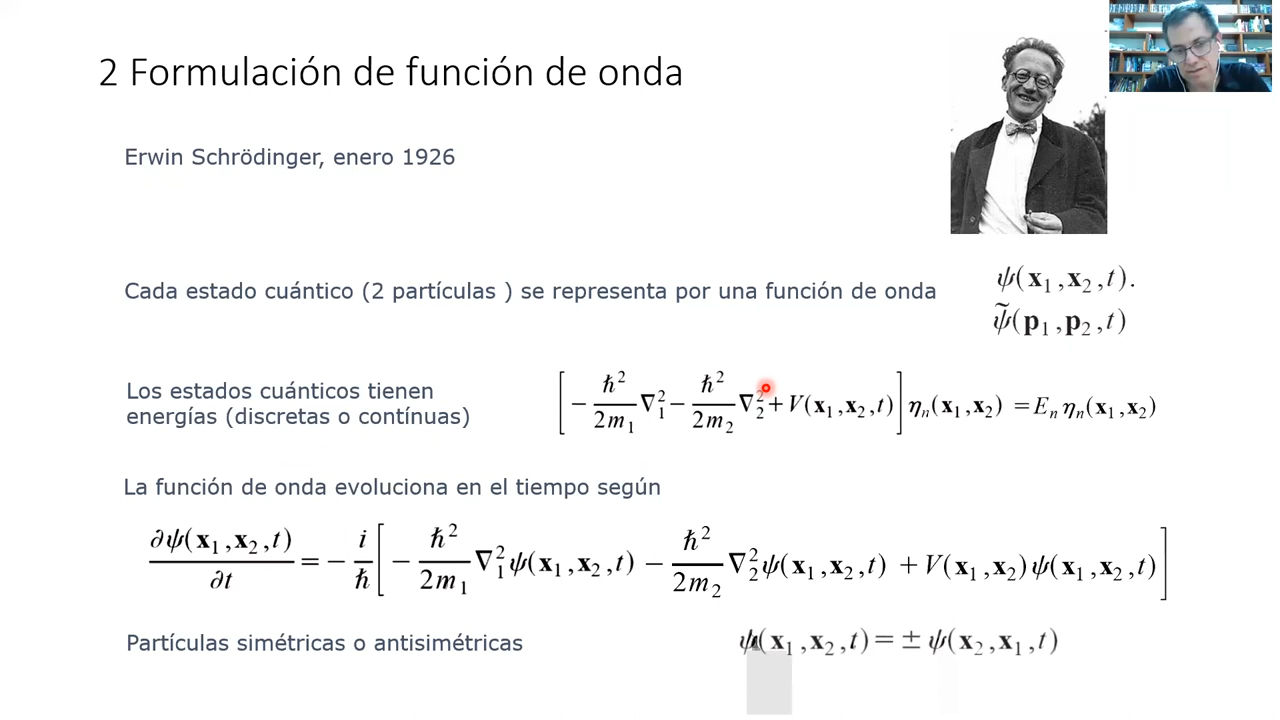 2 Formulación de función de onda
Erwin Schrödinger, enero 1926
Cada estado cuántico (2 partículas ) se representa por una función de onda
ψ(x₁,x₂,t).
ψ̃(p₁,p₂,t)
Los estados cuánticos tienen
energías (discretas o contínuas)
[ − ℏ²/2m₁ ∇₁² − ℏ²/2m₂ ∇₂² + V(x₁,x₂,t) ] ηₙ(x₁,x₂) = Eₙ ηₙ(x₁,x₂)
La función de onda evoluciona en el tiempo según
∂ψ(x₁,x₂,t)/∂t = − i/ℏ [ − ℏ²/2m₁ ∇₁² ψ(x₁,x₂,t) − ℏ²/2m₂ ∇₂² ψ(x₁,x₂,t) + V(x₁,x₂)ψ(x₁,x₂,t) ]
Partículas simétricas o antisimétricas
ψ(x₁,x₂,t) = ± ψ(x₂,x₁,t)